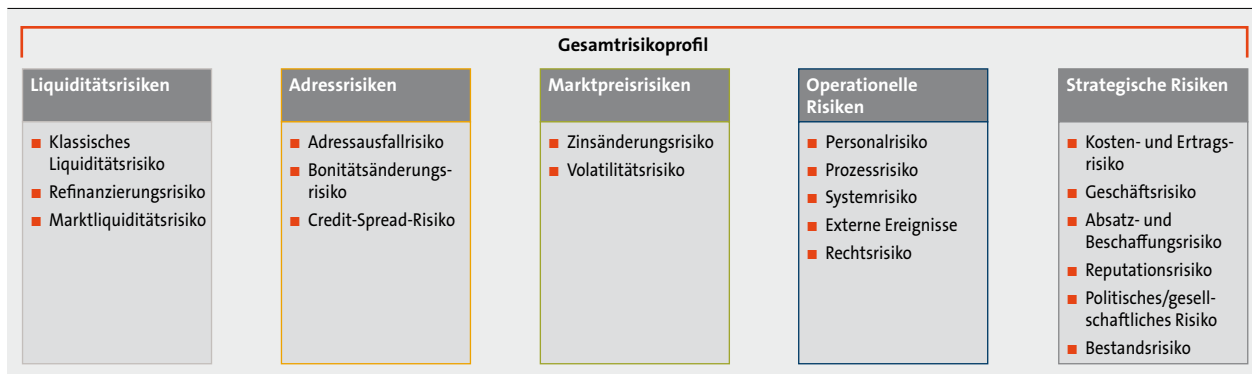 Gesamtrisikoprofil
Liquiditätsrisiken
■ Klassisches
Liquiditätsrisiko
■ Refinanzierungsrisiko
■ Marktliquiditätsrisiko
Adressrisiken
■ Adressausfallrisiko
■ Bonitätsänderungs-
risiko
■ Credit-Spread-Risiko
Marktpreisrisiken
■ Zinsänderungsrisiko
■ Volatilitätsrisiko
Operationelle
Risiken
■ Personalrisiko
■ Prozessrisiko
■ Systemrisiko
■ Externe Ereignisse
■ Rechtsrisiko
Strategische Risiken
■ Kosten- und Ertrags-
risiko
■ Geschäftsrisiko
■ Absatz- und
Beschaffungsrisiko
■ Reputationsrisiko
■ Politisches/gesell-
schaftliches Risiko
■ Bestandsrisiko